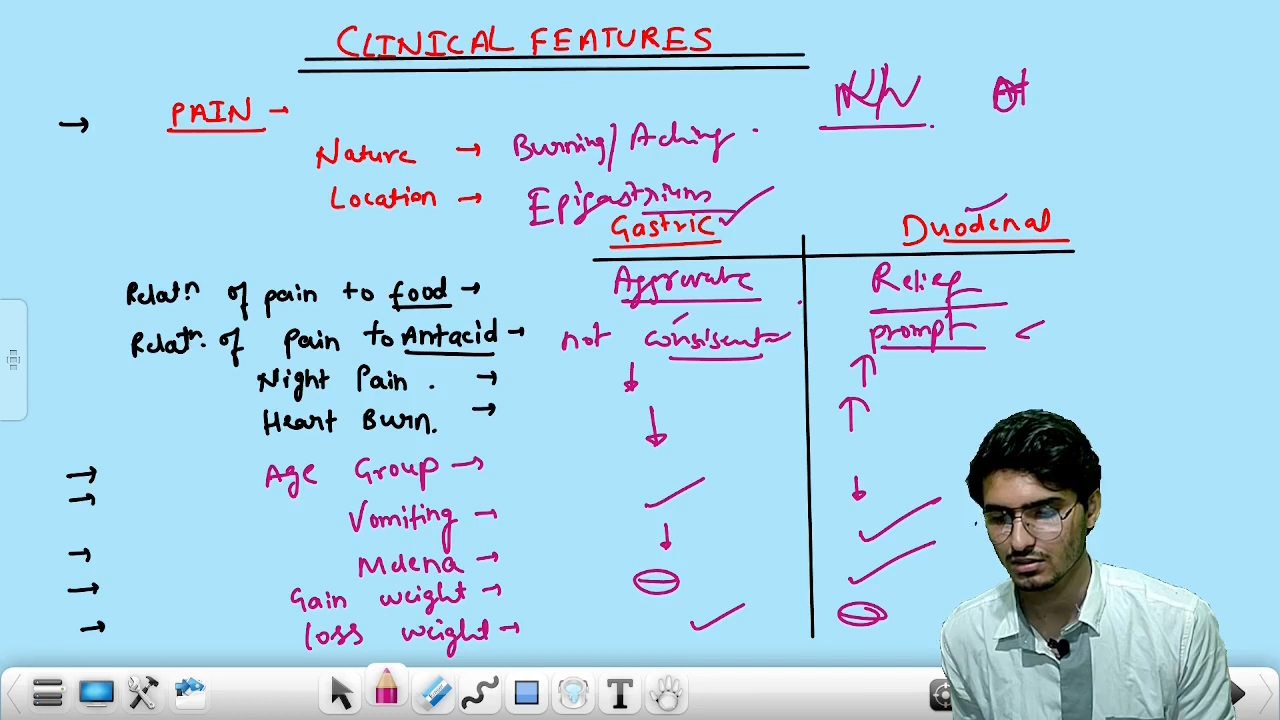 CLINICAL FEATURES
→ PAIN →
Nature → Burning/Aching
Location → Epigastrium
Gastric Duodenal
Relatn of pain to food → Aggravate Relief
Relatn. of pain to Antacid → not consisent prompt <
Night Pain. → ↓ ↑
Heart Burn. → ↓ ↑
→ Age Group → ↓
→ Vomiting → ✓ ✓
→ Melena → ↓ ✓
→ Gain weight → ⊖ ✓
→ loss weight → ✓ ⊖
T